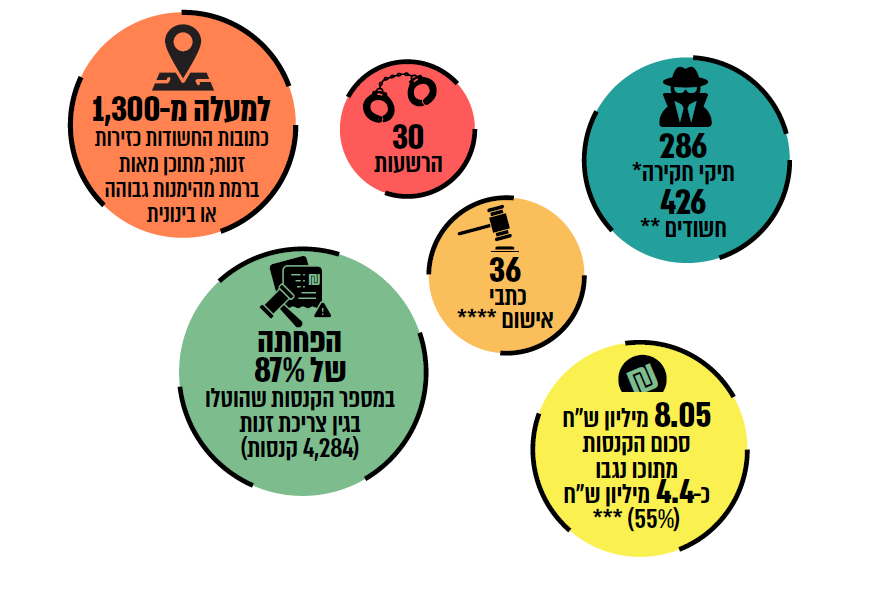 למעלה מ-1,300
כתובות החשודות כזירות
זנות; מתוכן מאות
ברמת מהימנות גבוהה
או בינונית
30
הרשעות
286
תיקי חקירה*
426
חשודים **
36
כתבי
אישום ****
הפחתה
של 87%
במספר הקנסות שהוטלו
בגין צריכת זנות
(4,284 קנסות)
8.05 מיליון ש"ח
סכום הקנסות
מתוכו נגבו
כ-4.4 מיליון ש"ח
(55%) ***